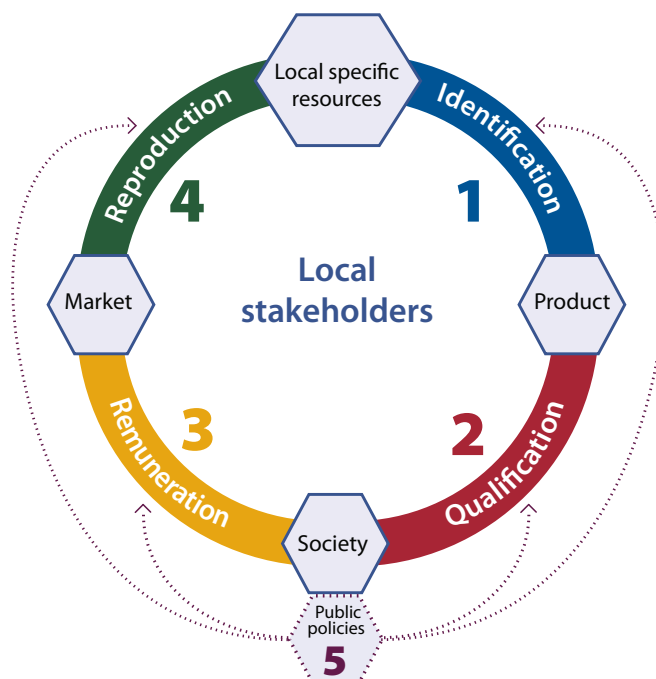 Local specific
resources
Identification
1
Product
Qualification
2
Society
Remuneration
3
Market
Reproduction
4
Local
stakeholders
Public
policies
5